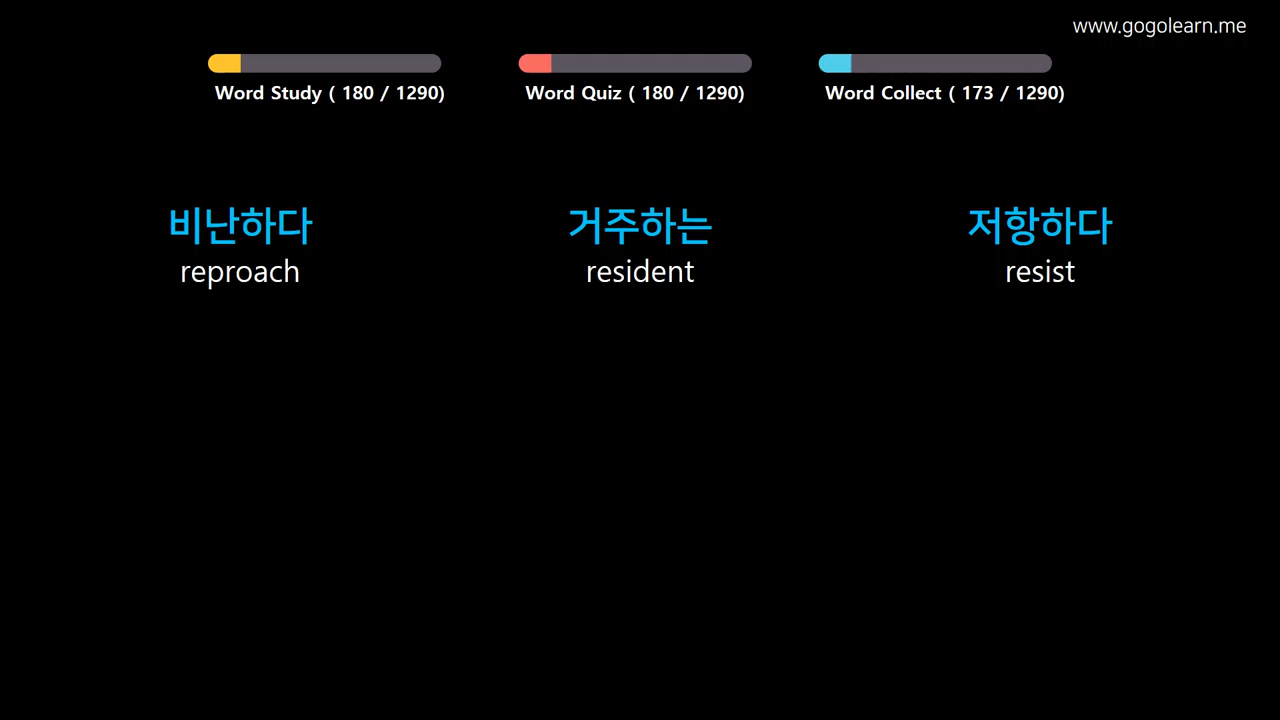 www.gogolearn.me
Word Study ( 180 / 1290)
Word Quiz ( 180 / 1290)
Word Collect ( 173 / 1290)
비난하다
reproach
거주하는
resident
저항하다
resist